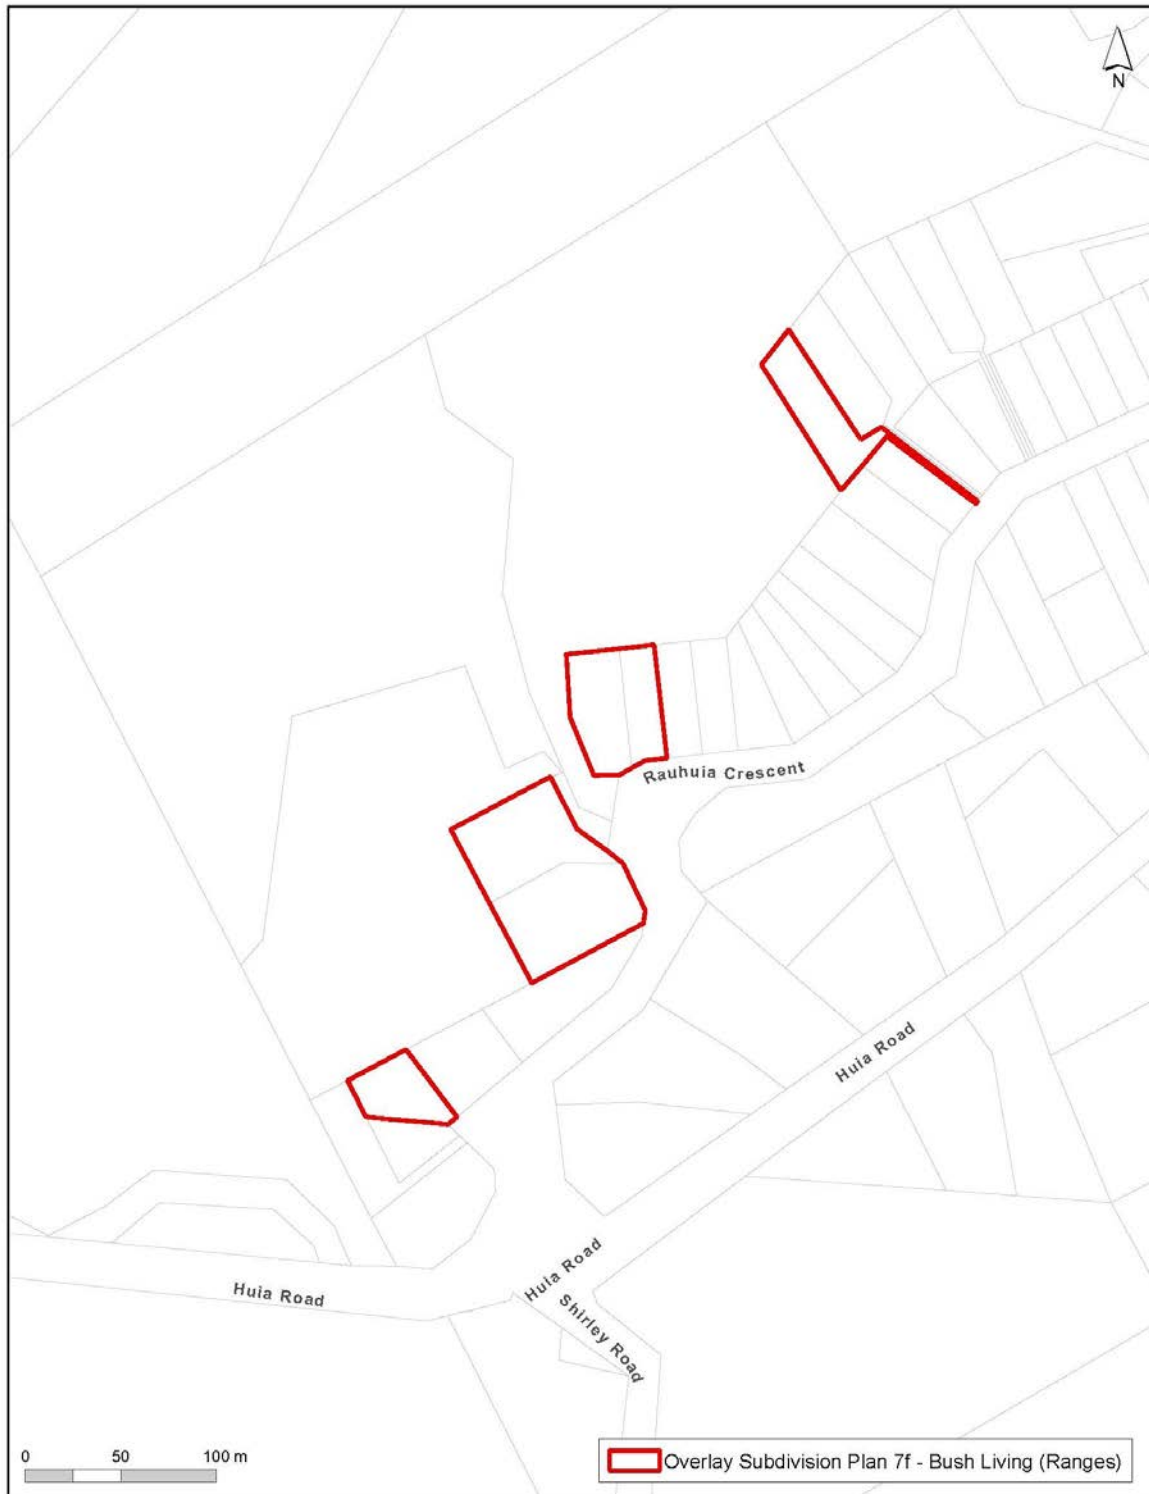 N
Rauhuia Crescent
Huia Road
Huia Road
Huia Road
Shirley Road
0 50 100 m
Overlay Subdivision Plan 7f - Bush Living (Ranges)